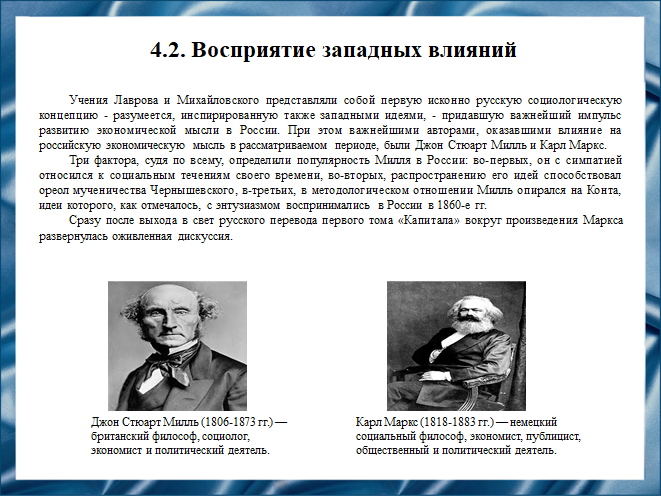 4.2. Восприятие западных влияний
Учения Лаврова и Михайловского представляли собой первую исконно русскую социологическую
концепцию - разумеется, инспирированную также западными идеями, - придавшую важнейший импульс
развитию экономической мысли в России. При этом важнейшими авторами, оказавшими влияние на
российскую экономическую мысль в рассматриваемом периоде, были Джон Стюарт Милль и Карл Маркс.
Три фактора, судя по всему, определили популярность Милля в России: во-первых, он с симпатией
относился к социальным течениям своего времени, во-вторых, распространению его идей способствовал
ореол мученичества Чернышевского, в-третьих, в методологическом отношении Милль опирался на Конта,
идеи которого, как отмечалось, с энтузиазмом воспринимались в России в 1860-е гг.
Сразу после выхода в свет русского перевода первого тома «Капитала» вокруг произведения Маркса
развернулась оживленная дискуссия.
Джон Стюарт Милль (1806-1873 гг.) —
британский философ, социолог,
экономист и политический деятель.
Карл Маркс (1818-1883 гг.) — немецкий
социальный философ, экономист, публицист,
общественный и политический деятель.